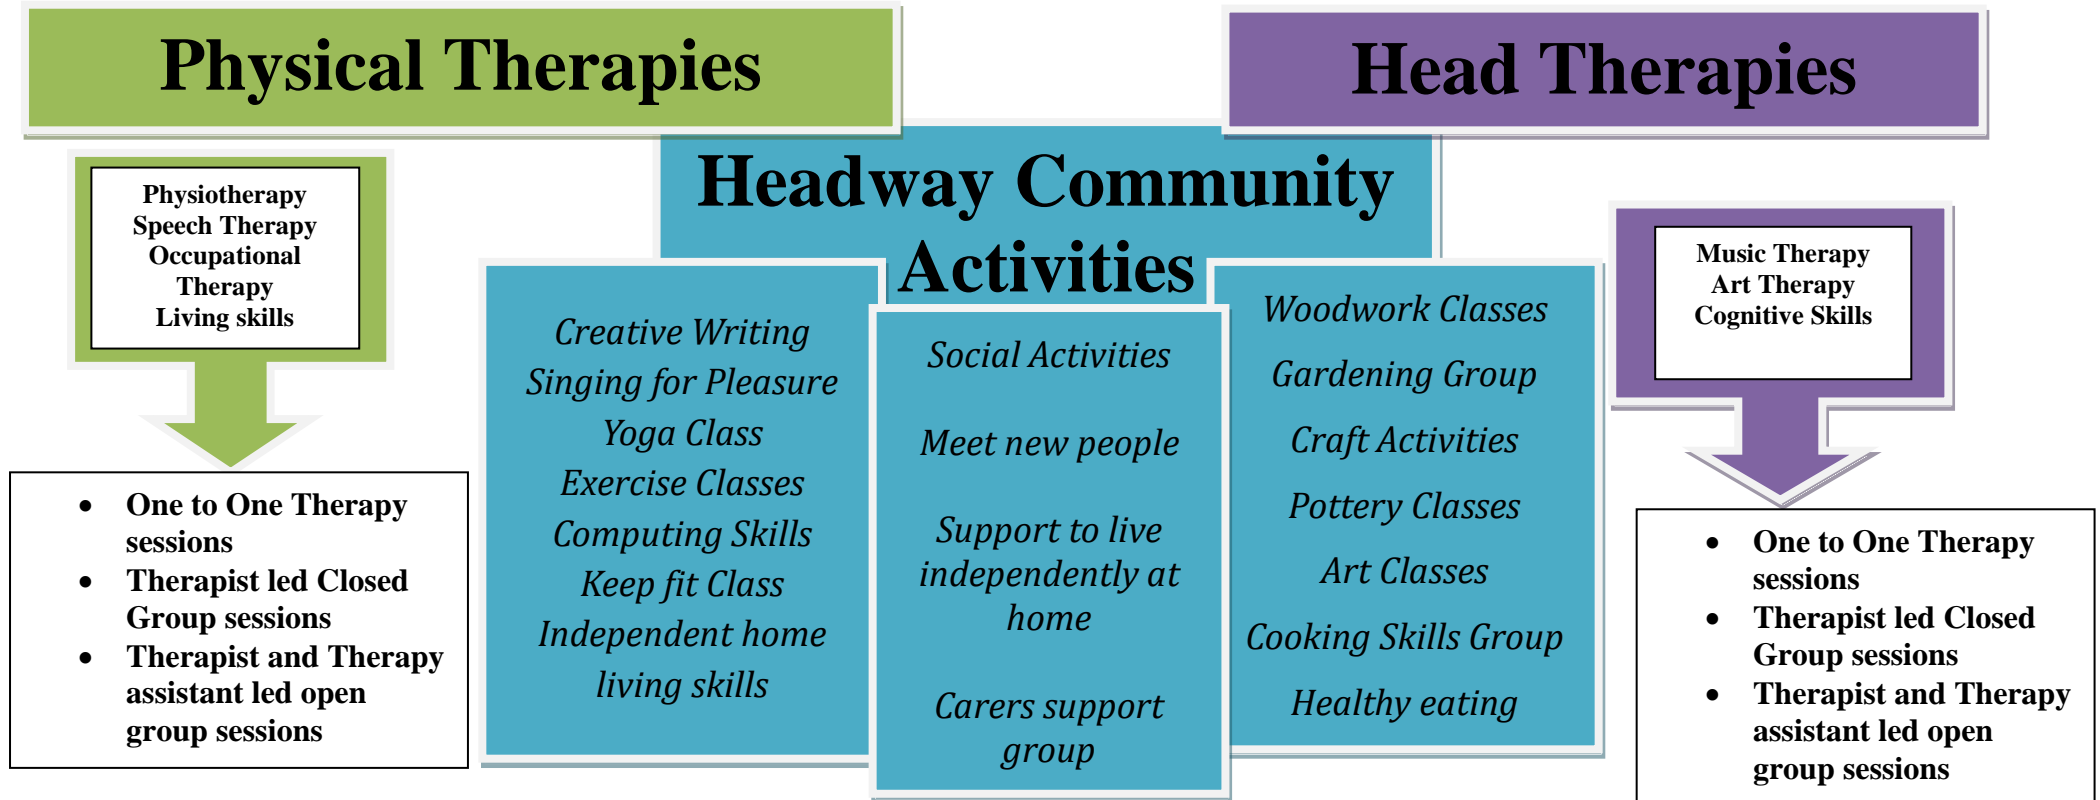 Physical Therapies
Head Therapies
Headway Community
Activities
Physiotherapy
Speech Therapy
Occupational
Therapy
Living skills
• One to One Therapy
sessions
• Therapist led Closed
Group sessions
• Therapist and Therapy
assistant led open
group sessions
Creative Writing
Singing for Pleasure
Yoga Class
Exercise Classes
Computing Skills
Keep fit Class
Independent home
living skills
Social Activities
Meet new people
Support to live
independently at
home
Carers support
group
Woodwork Classes
Gardening Group
Craft Activities
Pottery Classes
Art Classes
Cooking Skills Group
Healthy eating
Music Therapy
Art Therapy
Cognitive Skills
• One to One Therapy
sessions
• Therapist led Closed
Group sessions
• Therapist and Therapy
assistant led open
group sessions